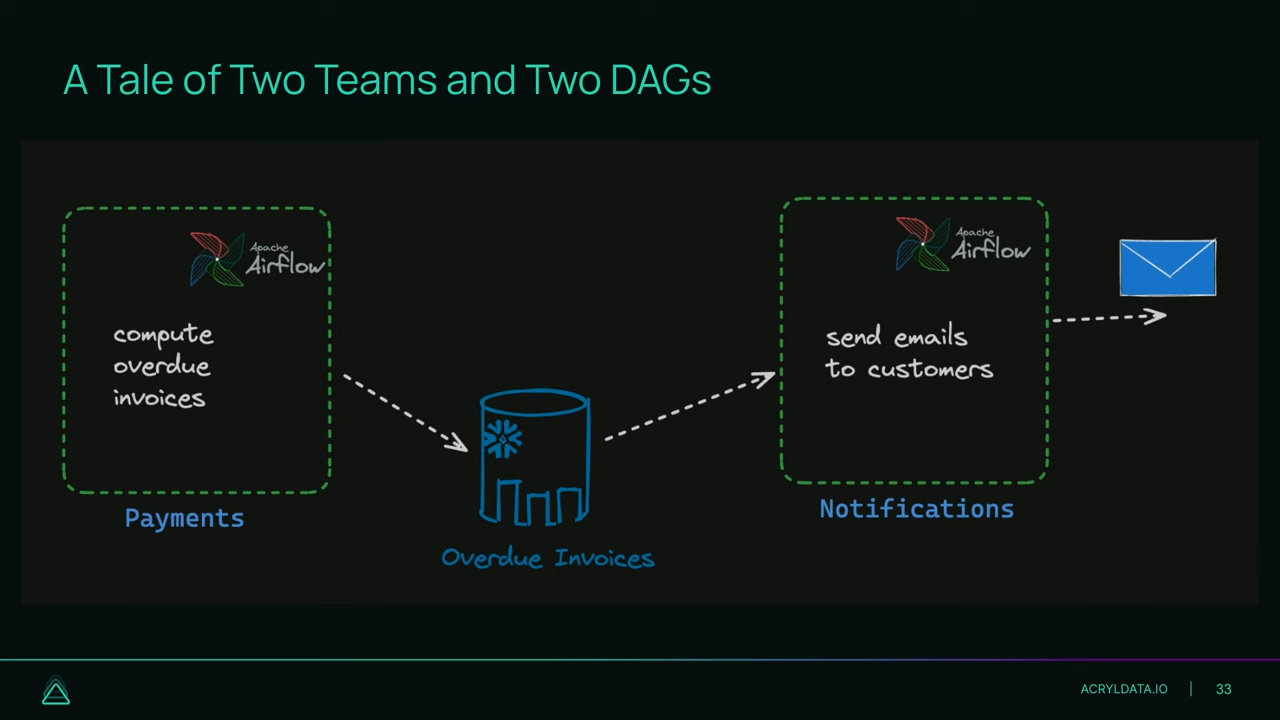 A Tale of Two Teams and Two DAGs
Apache
Airflow
compute
overdue
invoices
Payments
Overdue Invoices
Apache
Airflow
send emails
to customers
Notifications
ACRYLDATA.IO | 33